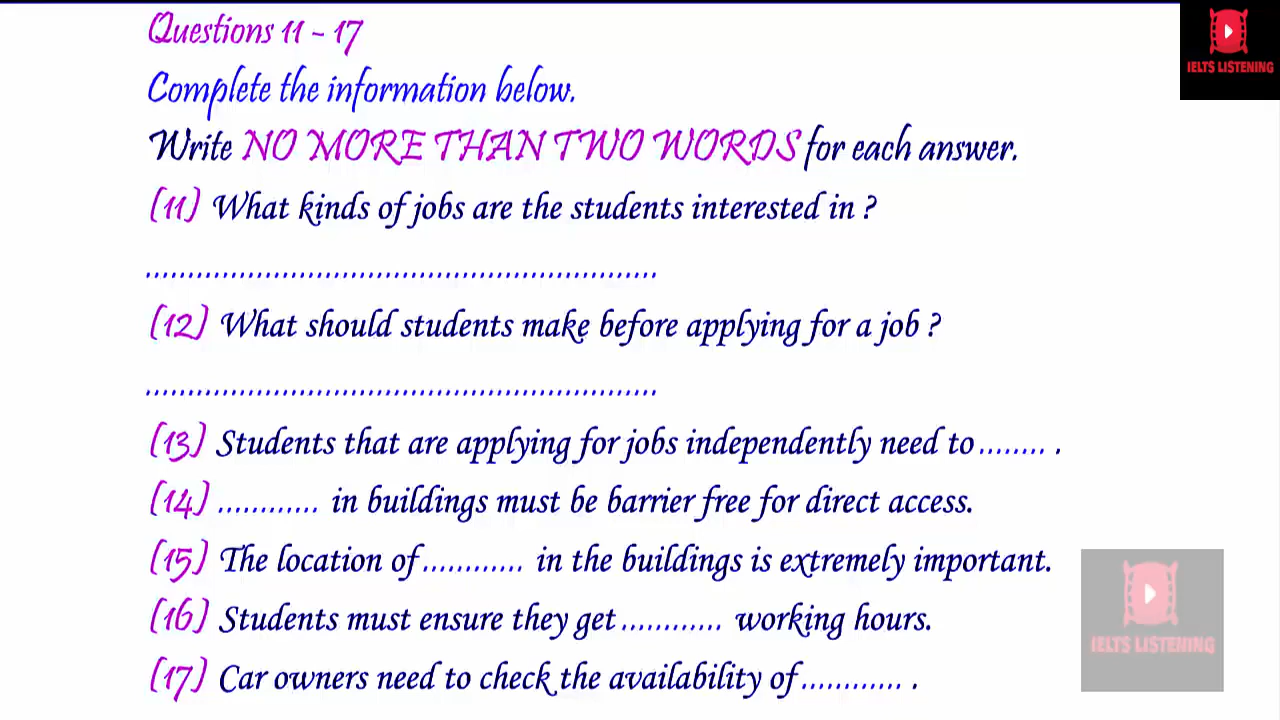 Questions 11 - 17
IELTS LISTENING
Complete the information below.
Write NO MORE THAN TWO WORDS for each answer.
(11) What kinds of jobs are the students interested in ?
............................................................
(12) What should students make before applying for a job ?
............................................................
(13) Students that are applying for jobs independently need to ........ .
(14) ............ in buildings must be barrier free for direct access.
(15) The location of ............ in the buildings is extremely important.
(16) Students must ensure they get ............ working hours.
IELTS LISTENING
(17) Car owners need to check the availability of ............ .